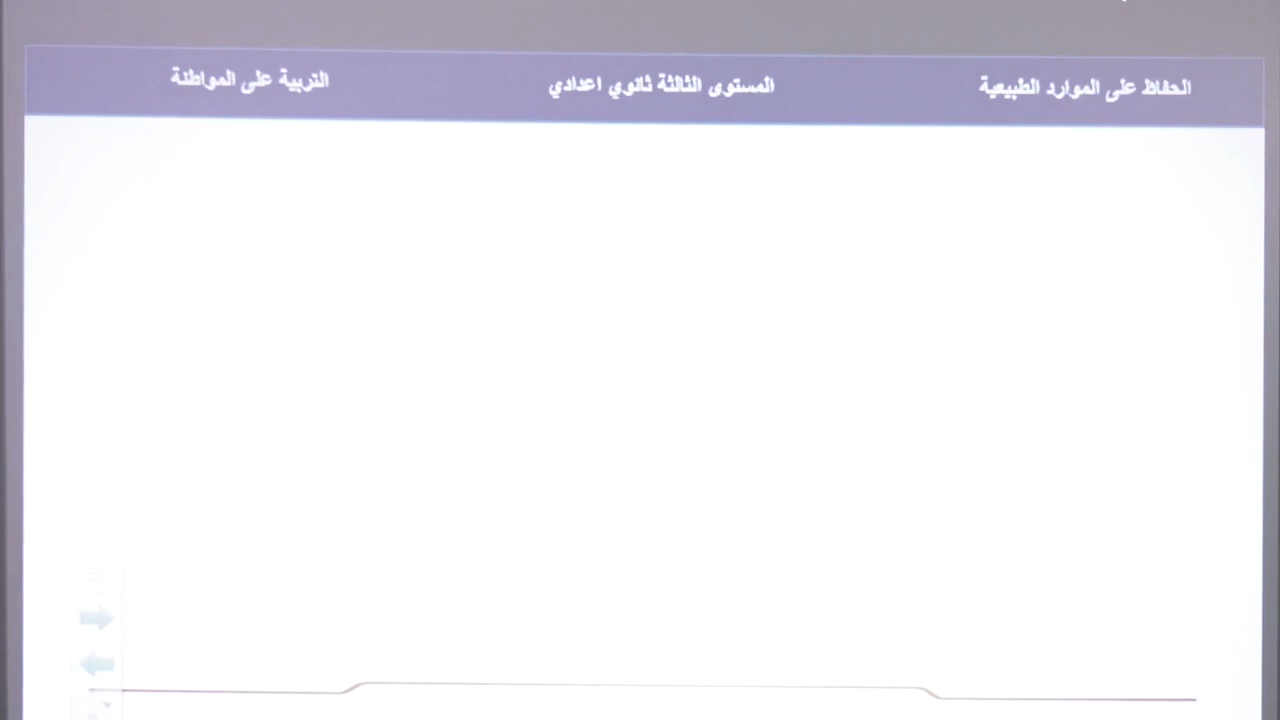 الحفاظ على الموارد الطبيعية
المستوى الثالثة ثانوي اعدادي
التربية على المواطنة